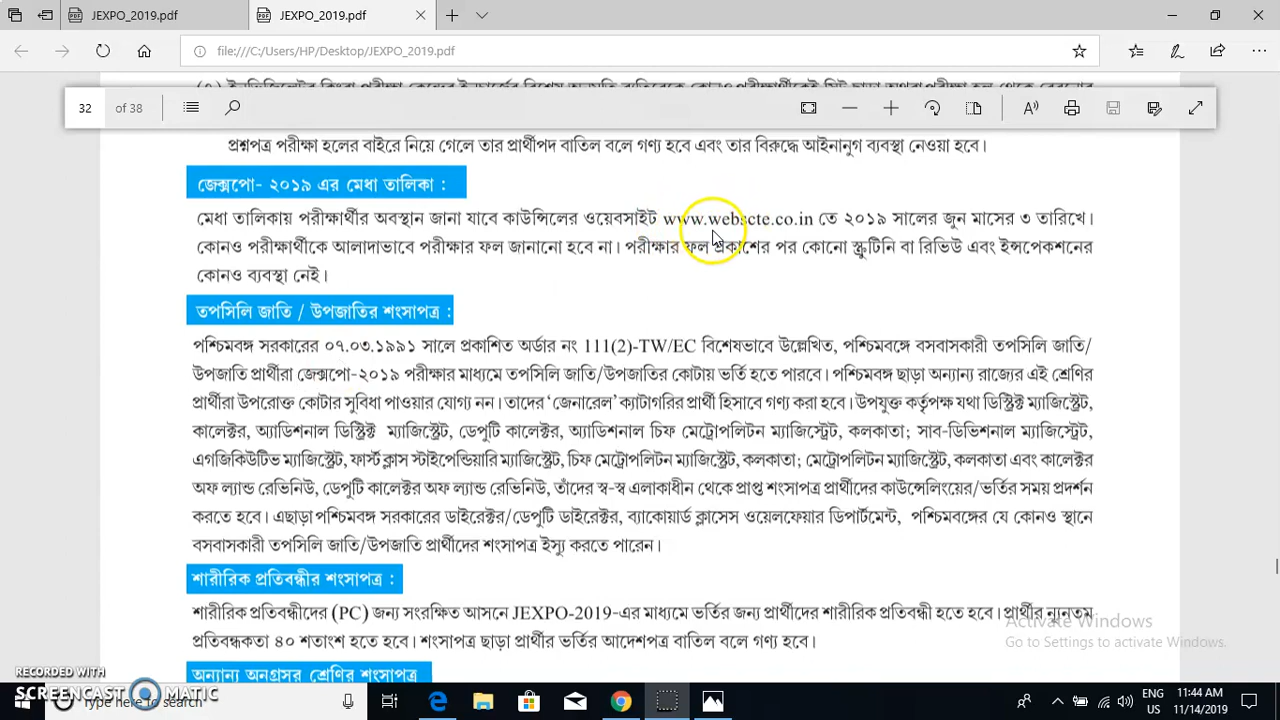 JEXPO_2019.pdf
JEXPO_2019.pdf
file:///C:/Users/HP/Desktop/JEXPO_2019.pdf
32 of 38
প্রশ্নপত্র পরীক্ষা হলের বাইরে নিয়ে গেলে তার প্রার্থীপদ বাতিল বলে গণ্য হবে এবং তার বিরুদ্ধে আইনানুগ ব্যবস্থা নেওয়া হবে।
জেক্সপো- ২০১৯ এর মেধা তালিকা :
মেধা তালিকায় পরীক্ষার্থীর অবস্থান জানা যাবে কাউন্সিলের ওয়েবসাইট www.webscte.co.in তে ২০১৯ সালের জুন মাসের ৩ তারিখে।
কোনও পরীক্ষার্থীকে আলাদাভাবে পরীক্ষার ফল জানানো হবে না। পরীক্ষার ফল প্রকাশের পর কোনো স্ক্রুটিনি বা রিভিউ এবং ইন্সপেকশনের
কোনও ব্যবস্থা নেই।
তপসিলি জাতি / উপজাতির শংসাপত্র :
পশ্চিমবঙ্গ সরকারের ০৭.০৩.১৯৯১ সালে প্রকাশিত অর্ডার নং 111(2)-TW/EC বিশেষভাবে উল্লেখিত, পশ্চিমবঙ্গে বসবাসকারী তপসিলি জাতি/
উপজাতি প্রার্থীরা জেক্সপো-২০১৯ পরীক্ষার মাধ্যমে তপসিলি জাতি/উপজাতির কোটায় ভর্তি হতে পারবে। পশ্চিমবঙ্গ ছাড়া অন্যান্য রাজ্যের এই শ্রেণির
প্রার্থীরা উপরোক্ত কোটার সুবিধা পাওয়ার যোগ্য নন। তাদের ‘জেনারেল’ ক্যাটাগরির প্রার্থী হিসাবে গণ্য করা হবে। উপযুক্ত কর্তৃপক্ষ যথা ডিস্ট্রিক্ট ম্যাজিস্ট্রেট,
কালেক্টর, অ্যাডিশনাল ডিস্ট্রিক্ট ম্যাজিস্ট্রেট, ডেপুটি কালেক্টর, অ্যাডিশনাল চিফ মেট্রোপলিটন ম্যাজিস্ট্রেট, কলকাতা; সাব-ডিভিশনাল ম্যাজিস্ট্রেট,
এগজিকিউটিভ ম্যাজিস্ট্রেট, ফার্স্ট ক্লাস স্টাইপেন্ডিয়ারি ম্যাজিস্ট্রেট, চিফ মেট্রোপলিটন ম্যাজিস্ট্রেট, কলকাতা; মেট্রোপলিটন ম্যাজিস্ট্রেট, কলকাতা এবং কালেক্টর
অফ ল্যান্ড রেভিনিউ, ডেপুটি কালেক্টর অফ ল্যান্ড রেভিনিউ, তাঁদের স্ব-স্ব এলাকাধীন থেকে প্রাপ্ত শংসাপত্র প্রার্থীদের কাউন্সেলিংয়ের/ভর্তির সময় প্রদর্শন
করতে হবে। এছাড়া পশ্চিমবঙ্গ সরকারের ডাইরেক্টর/ডেপুটি ডাইরেক্টর, ব্যাকোয়ার্ড ক্লাসেস ওয়েলফেয়ার ডিপার্টমেন্ট, পশ্চিমবঙ্গের যে কোনও স্থানে
বসবাসকারী তপসিলি জাতি/উপজাতি প্রার্থীদের শংসাপত্র ইস্যু করতে পারেন।
শারীরিক প্রতিবন্ধীর শংসাপত্র :
শারীরিক প্রতিবন্ধীদের (PC) জন্য সংরক্ষিত আসনে JEXPO-2019-এর মাধ্যমে ভর্তির জন্য প্রার্থীদের শারীরিক প্রতিবন্ধী হতে হবে। প্রার্থীর ন্যূনতম
প্রতিবন্ধকতা ৪০ শতাংশ হতে হবে। শংসাপত্র ছাড়া প্রার্থীর ভর্তির আদেশপত্র বাতিল বলে গণ্য হবে।
Activate Windows
Go to Settings to activate Windows.
অন্যান্য অনগ্রসর শ্রেণির শংসাপত্র
RECORDED WITH
SCREENCAST MATIC
Type here to search
ENG
US
11:44 AM
11/14/2019